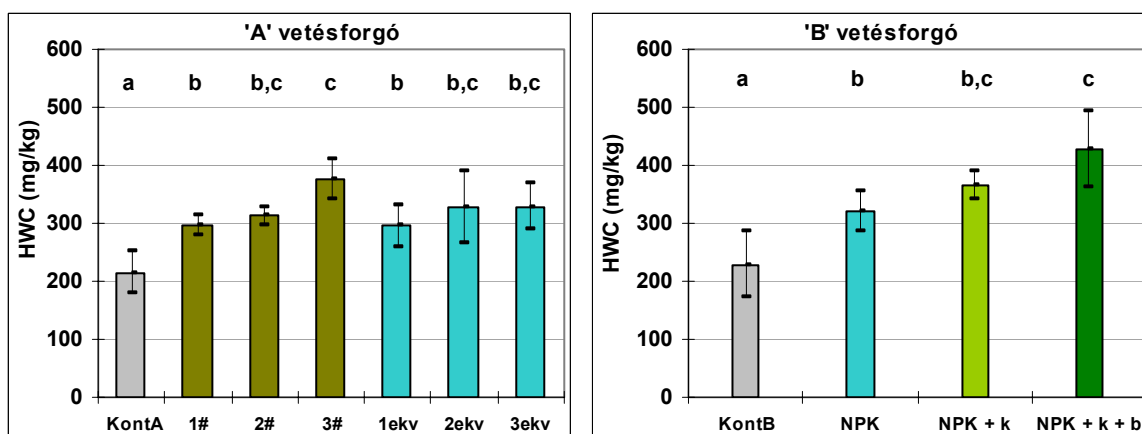 'A' vetésforgó
HWC (mg/kg)
600
500
400
300
200
100
0
a b b,c c b b,c b,c
KontA 1# 2# 3# 1ekv 2ekv 3ekv
'B' vetésforgó
HWC (mg/kg)
600
500
400
300
200
100
0
a b b,c c
KontB NPK NPK + k NPK + k + b